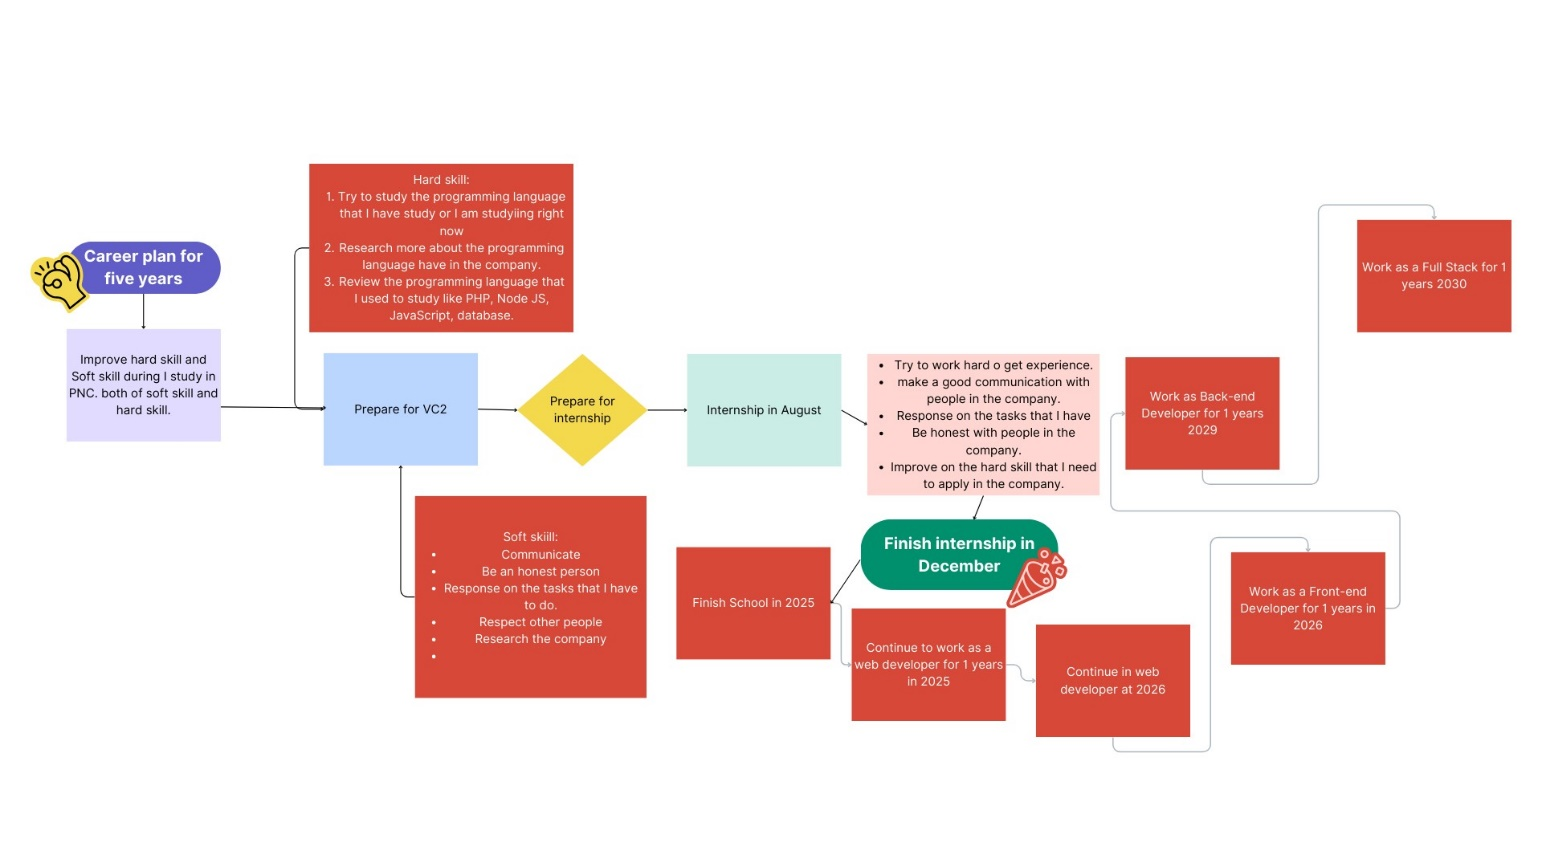 Career plan for
five years
Improve hard skill and
Soft skill during I study in
PNC. both of soft skill and
hard skill.
Hard skill:
1. Try to study the programming language
that I have study or I am studyiing right
now
2. Research more about the programming
language have in the company.
3. Review the programming language that
I used to study like PHP, Node JS,
JavaScript, database.
Prepare for VC2
Soft skiill:
• Communicate
• Be an honest person
• Response on the tasks that I have
to do.
• Respect other people
• Research the company
•
Prepare for
internship
Internship in August
• Try to work hard o get experience.
• make a good communication with
people in the company.
• Response on the tasks that I have
• Be honest with people in the
company.
• Improve on the hard skill that I need
to apply in the company.
Finish internship in
December
Finish School in 2025
Continue to work as a
web developer for 1 years
in 2025
Continue in web
developer at 2026
Work as a Front-end
Developer for 1 years in
2026
Work as Back-end
Developer for 1 years
2029
Work as a Full Stack for 1
years 2030